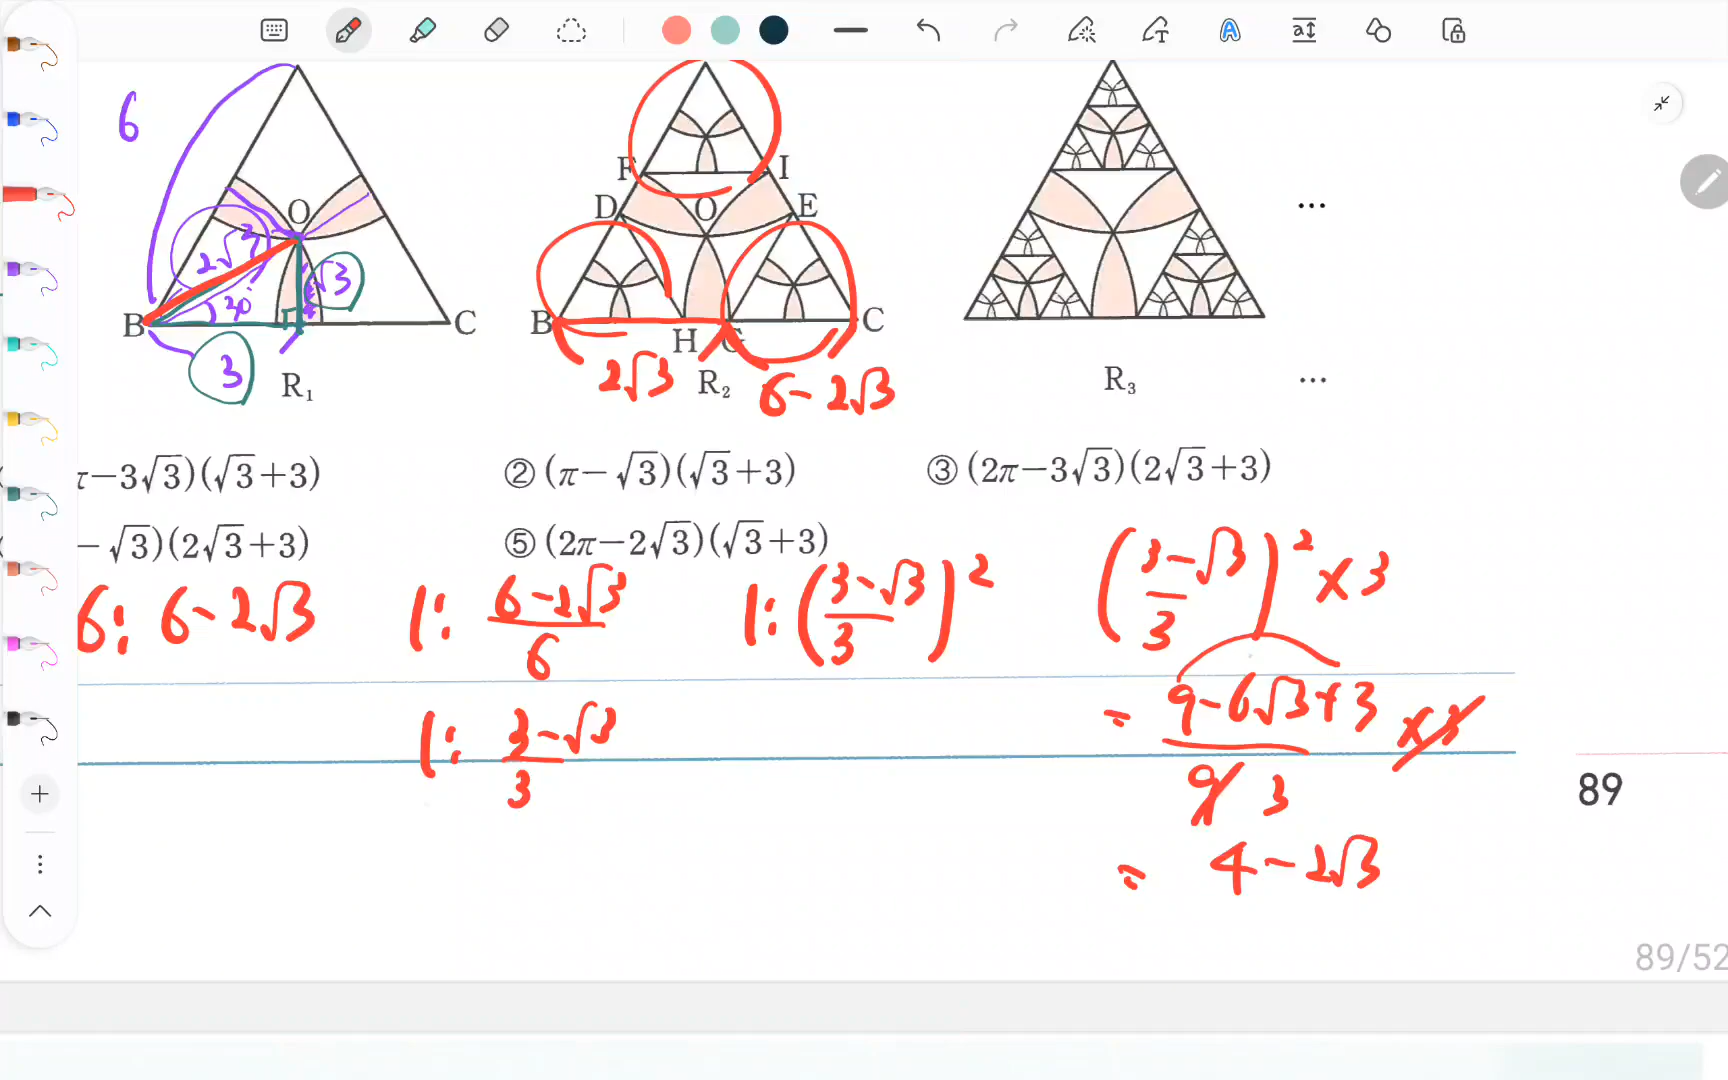 6
F I
O D O E
2√3
√3
30°
B C B H G C
3
2√3 6-2√3
R₁ R₂ R₃ ...
...
π-3√3)(√3+3) ② (π-√3)(√3+3) ③ (2π-3√3)(2√3+3)
-√3)(2√3+3) ⑤ (2π-2√3)(√3+3)
6: 6-2√3 1: (6-2√3)/6 1: ((3-√3)/3)² ((3-√3)/3)² ×3
1: (3-√3)/3 = (9-6√3+3)/9 3 ×3
= 4-2√3
89
89/52